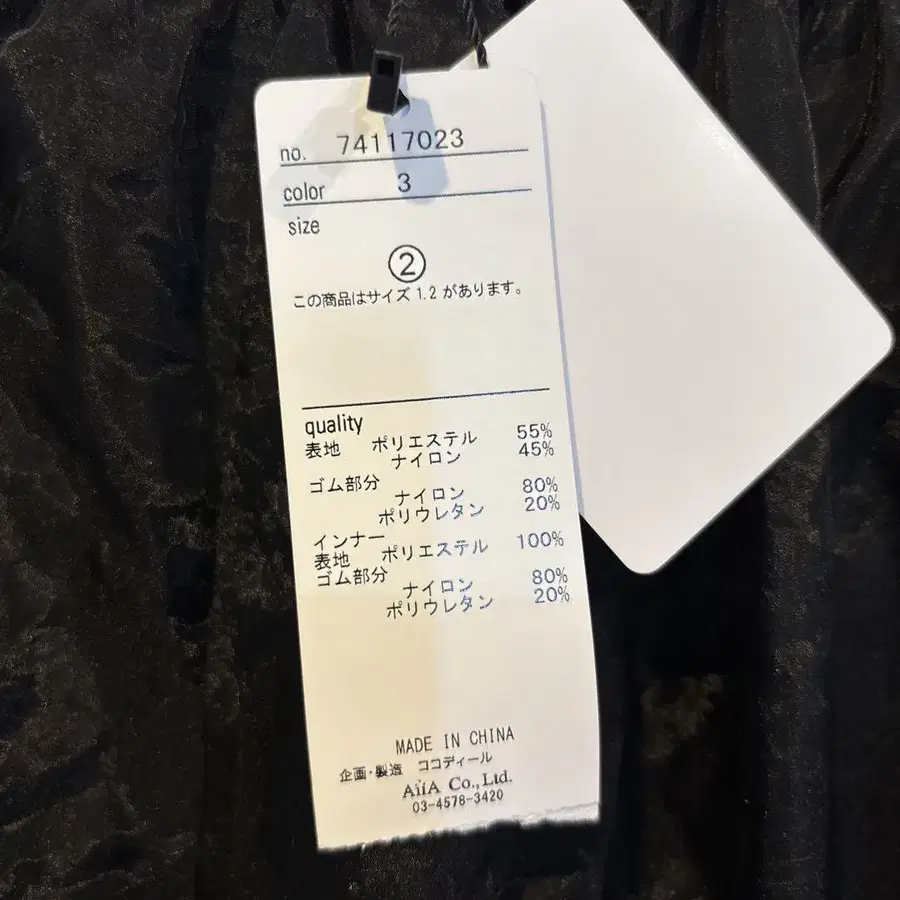 no. 74117023
color 3
size
②
この商品はサイズ 1.2 があります。
quality
表地 ポリエステル 55%
ナイロン 45%
ゴム部分
ナイロン 80%
ポリウレタン 20%
インナー
表地 ポリエステル 100%
ゴム部分
ナイロン 80%
ポリウレタン 20%
MADE IN CHINA
企画・製造 ココディール
AiiA Co.,Ltd.
03-4578-3420